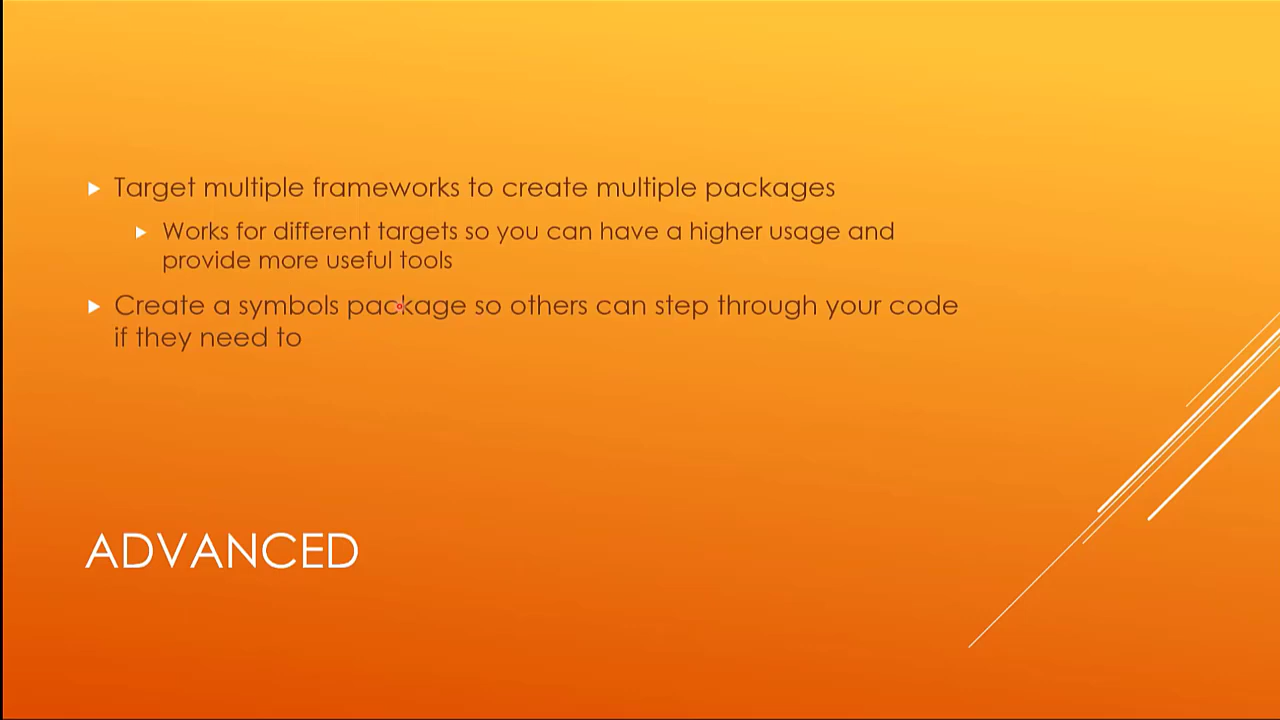 Target multiple frameworks to create multiple packages
Works for different targets so you can have a higher usage and
provide more useful tools
Create a symbols package so others can step through your code
if they need to
ADVANCED